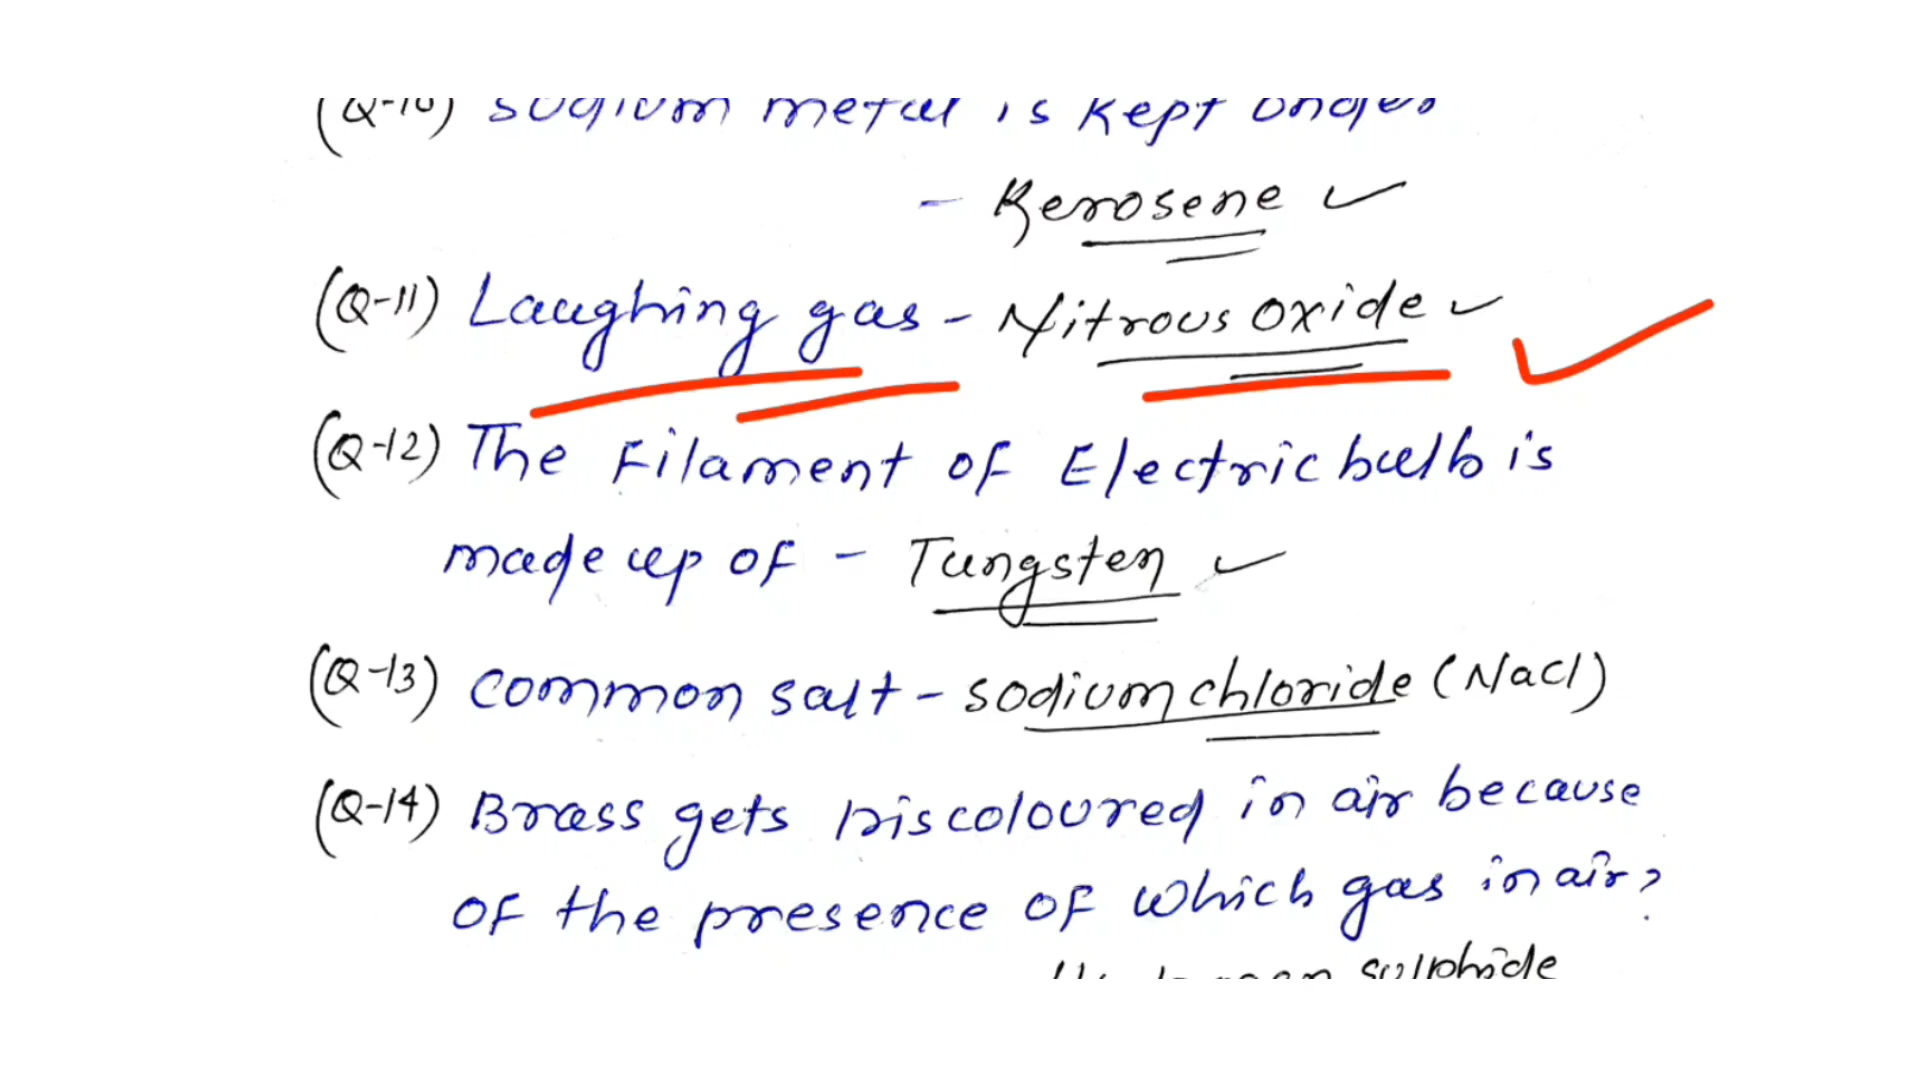 (Q-10) Sodium metal is kept under
- Kerosene
(Q-11) Laughing gas - Nitrous oxide
(Q-12) The Filament of Electric bulb is
made up of - Tungsten
(Q-13) Common salt - sodium chloride (NaCl)
(Q-14) Brass gets Discoloured in air because
of the presence of which gas in air?
Hydrogen sulphide